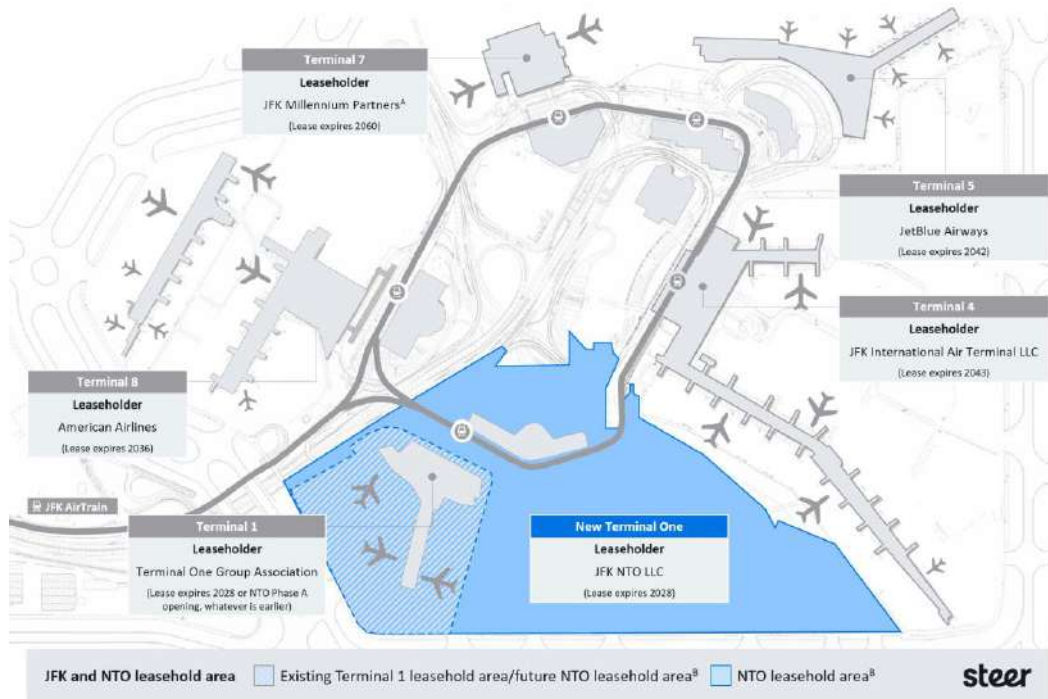 Terminal 7
Leaseholder
JFK Millennium Partnersᴬ
(Lease expires 2060)
Terminal 5
Leaseholder
JetBlue Airways
(Lease expires 2042)
Terminal 4
Leaseholder
JFK International Air Terminal LLC
(Lease expires 2043)
Terminal 8
Leaseholder
American Airlines
(Lease expires 2036)
JFK AirTrain
Terminal 1
Leaseholder
Terminal One Group Association
(Lease expires 2028 or NTO Phase A
opening, whatever is earlier)
New Terminal One
Leaseholder
JFK NTO LLC
(Lease expires 2028)
JFK and NTO leasehold area
Existing Terminal 1 leasehold area/future NTO leasehold areaᴮ
NTO leasehold areaᴮ
steer